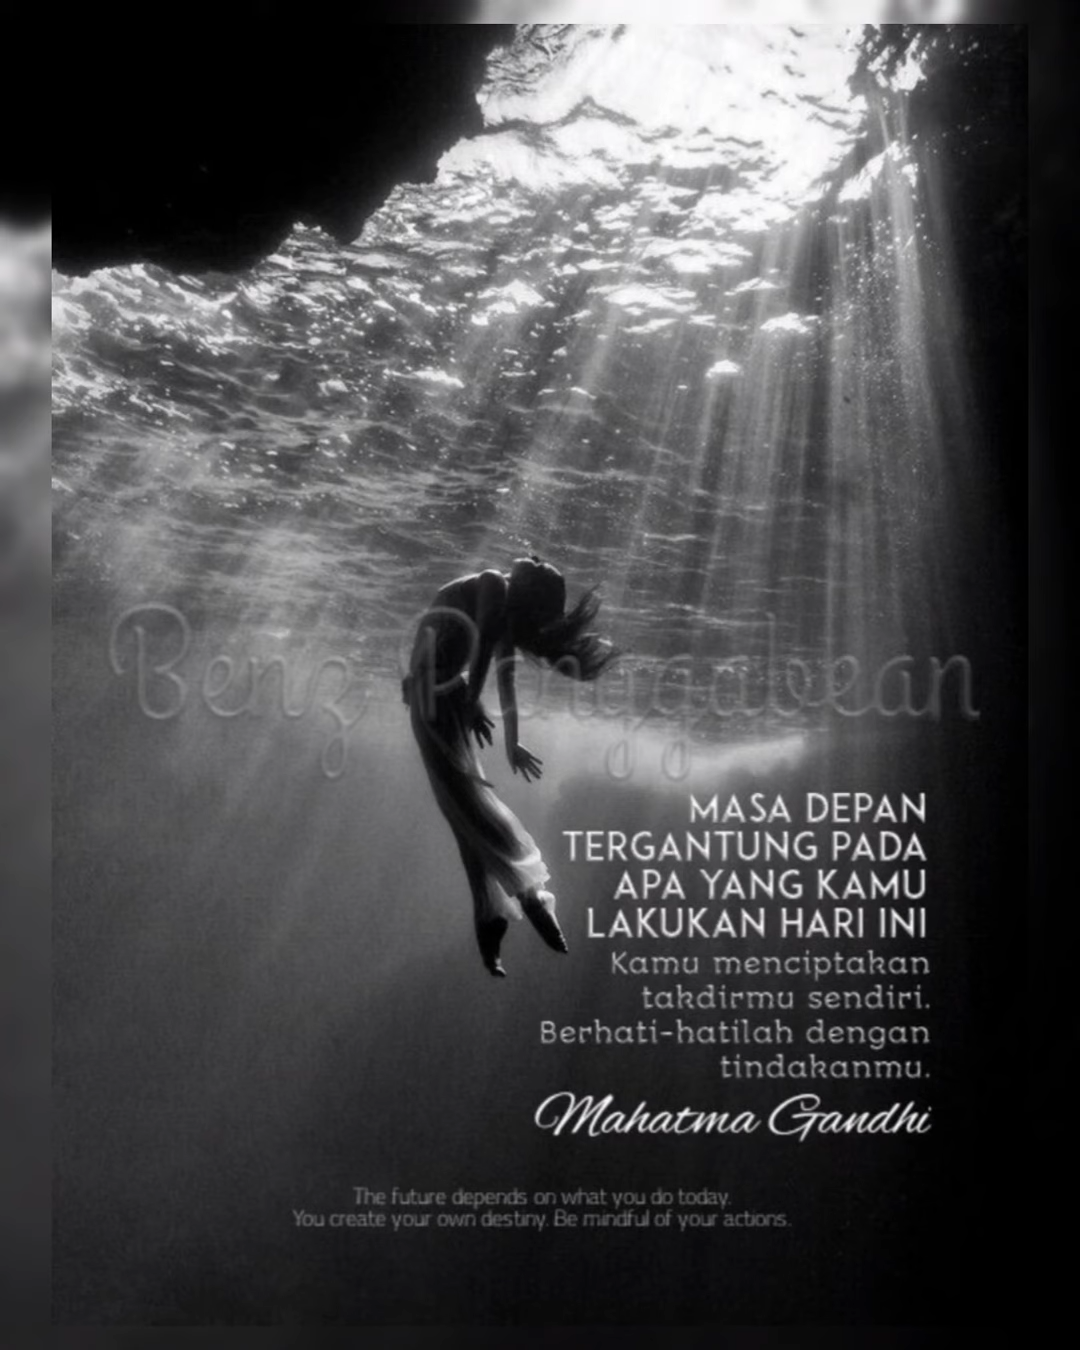 Benz Panggabean
MASA DEPAN
TERGANTUNG PADA
APA YANG KAMU
LAKUKAN HARI INI
Kamu menciptakan
takdirmu sendiri.
Berhati-hatilah dengan
tindakanmu.
Mahatma Gandhi
The future depends on what you do today.
You create your own destiny. Be mindful of your actions.